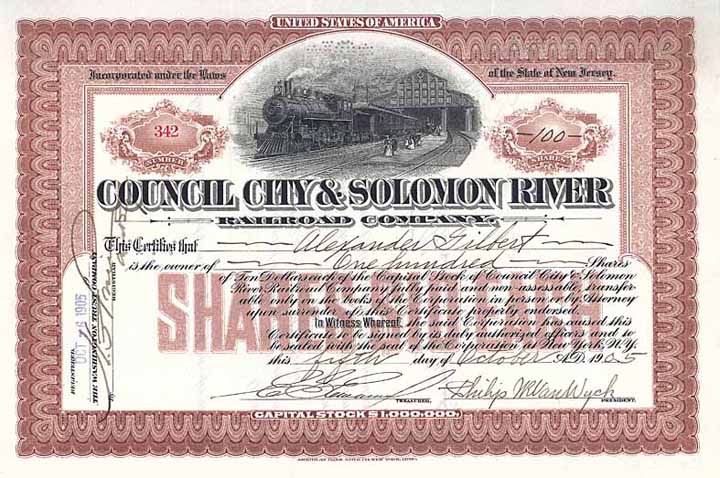 UNITED STATES OF AMERICA
Incorporated under the Laws of the State of New Jersey.
342 -100-
NUMBER SHARES
COUNCIL CITY & SOLOMON RIVER
RAILROAD COMPANY,
This Certifies that Alexander Gilbert
is the owner of One hundred Shares
of Ten Dollars each of the Capital Stock of Council City & Solomon
River Railroad Company fully paid and non-assessable, transfer-
able only on the books of the Corporation in person or by Attorney
upon surrender of this Certificate properly endorsed.
In Witness Whereof, the said Corporation has caused this
Certificate to be signed by its duly authorized officers and to
be sealed with the seal of the Corporation at New York, N.Y.
this sixth day of October A.D. 1905
TREASURER. Philip V.R. Van Wyck PRESIDENT.
CAPITAL STOCK $1,000,000.
SHARES
REGISTERED.
OCT 26 1905
THE WASHINGTON TRUST COMPANY
BY
REGISTRAR